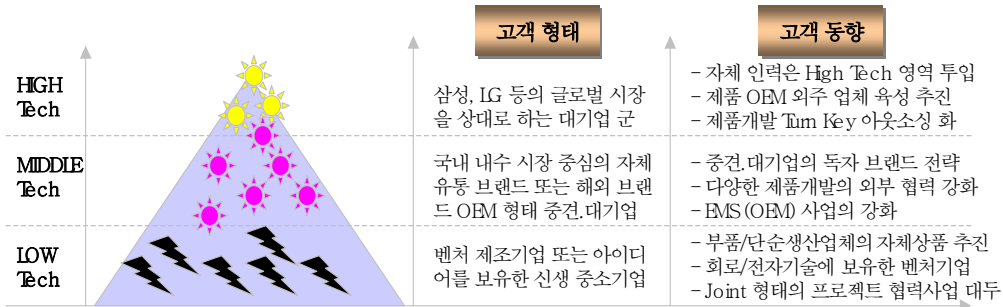 고객 형태
고객 동향
HIGH
Tech
삼성, LG 등의 글로벌 시장
을 상대로 하는 대기업 군
- 자체 인력은 High Tech 영역 투입
- 제품 OEM 외주 업체 육성 추진
- 제품개발 Turn Key 아웃소싱 화
MIDDLE
Tech
국내 내수 시장 중심의 자체
유통 브랜드 또는 해외 브랜
드 OEM 형태 중견.대기업
- 중견.대기업의 독자 브랜드 전략
- 다양한 제품개발의 외부 협력 강화
- EMS (OEM) 사업의 강화
LOW
Tech
벤처 제조기업 또는 아이디
어를 보유한 신생 중소기업
- 부품/단순생산업체의 자체상품 추진
- 회로/전자기술에 보유한 벤처기업
- Joint 형태의 프로젝트 협력사업 대두